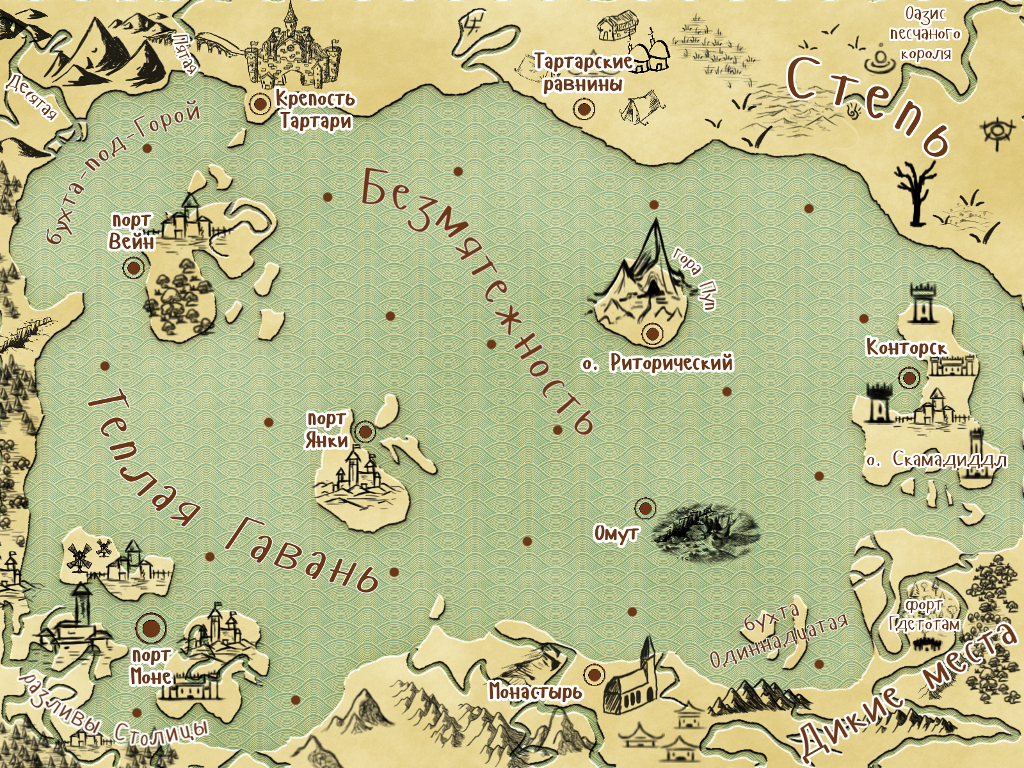 Оазис
песчаного
короля
Пятая
Десятая
Крепость
Тартари
Тартарские
равнины
Степь
бухта-под-Горой
Безмятежность
порт
Вейн
Гора Пуп
о. Риторический
Конторск
о. Скамадиддл
порт
Янки
Теплая Гавань
Омут
форт
Гдетотам
бухта
Одиннадцатая
порт
Моне
разливы Столицы
Монастырь
Дикие места